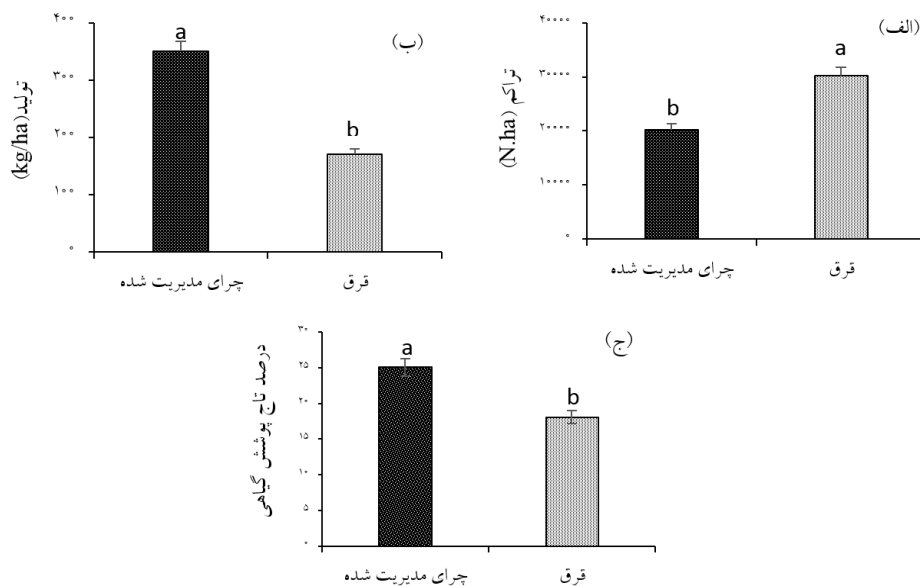 (الف)
تراکم (N.ha)
۴۰۰۰۰
۳۰۰۰۰
۲۰۰۰۰
۱۰۰۰۰
۰
b
a
چرای مدیریت شده
قرق
(ب)
تولید(kg/ha)
۴۰۰
۳۰۰
۲۰۰
۱۰۰
۰
a
b
چرای مدیریت شده
قرق
(ج)
درصد تاج پوشش گیاهی
۳۰
۲۵
۲۰
۱۵
۱۰
۵
۰
a
b
چرای مدیریت شده
قرق